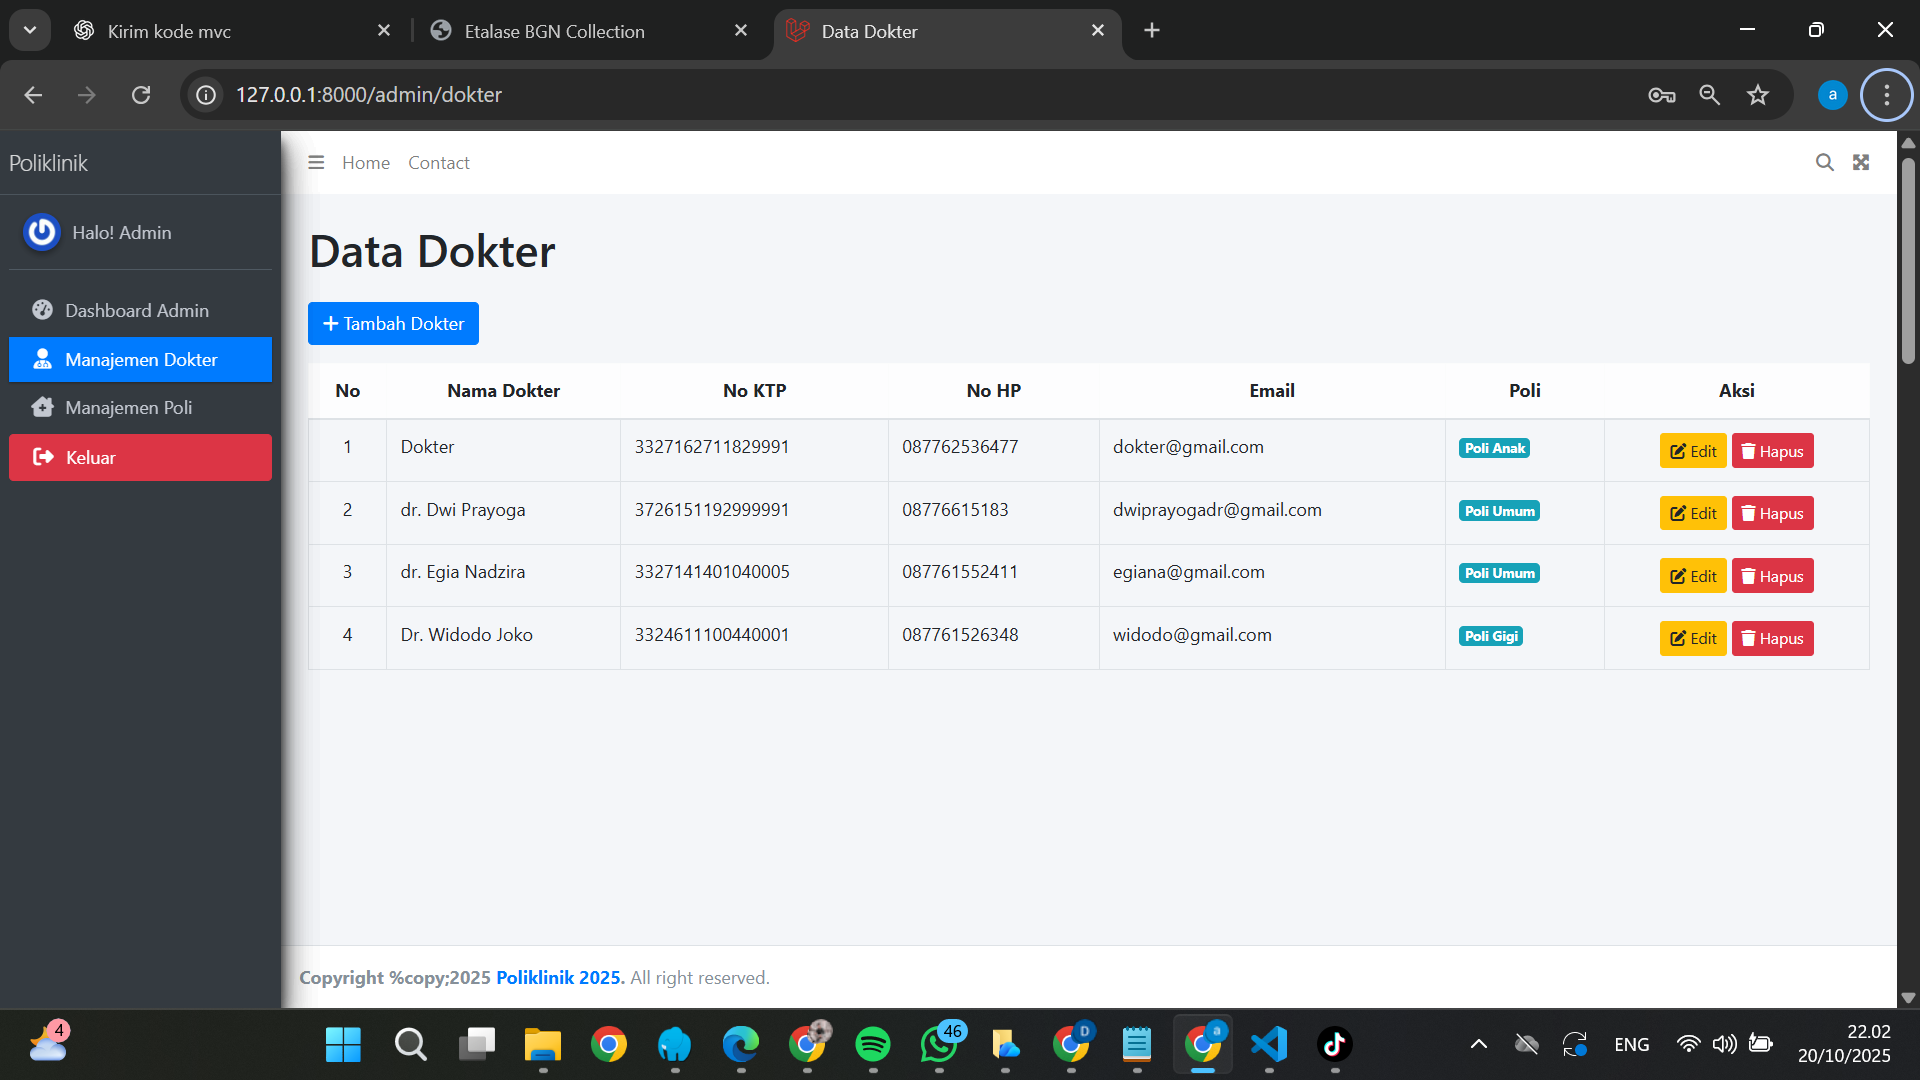 Kirim kode mvc
Etalase BGN Collection
Data Dokter
127.0.0.1:8000/admin/dokter
a
Poliklinik
Home Contact
Halo! Admin
Data Dokter
Dashboard Admin
Tambah Dokter
Manajemen Dokter
Manajemen Poli
Keluar
No Nama Dokter No KTP No HP Email Poli Aksi
1 Dokter 3327162711829991 087762536477 dokter@gmail.com Poli Anak Edit Hapus
2 dr. Dwi Prayoga 3726151192999991 08776615183 dwiprayogadr@gmail.com Poli Umum Edit Hapus
3 dr. Egia Nadzira 3327141401040005 087761552411 egiana@gmail.com Poli Umum Edit Hapus
4 Dr. Widodo Joko 3324611100440001 087761526348 widodo@gmail.com Poli Gigi Edit Hapus
Copyright %copy;2025 Poliklinik 2025. All right reserved.
4
46
D
a
ENG
22.02
20/10/2025